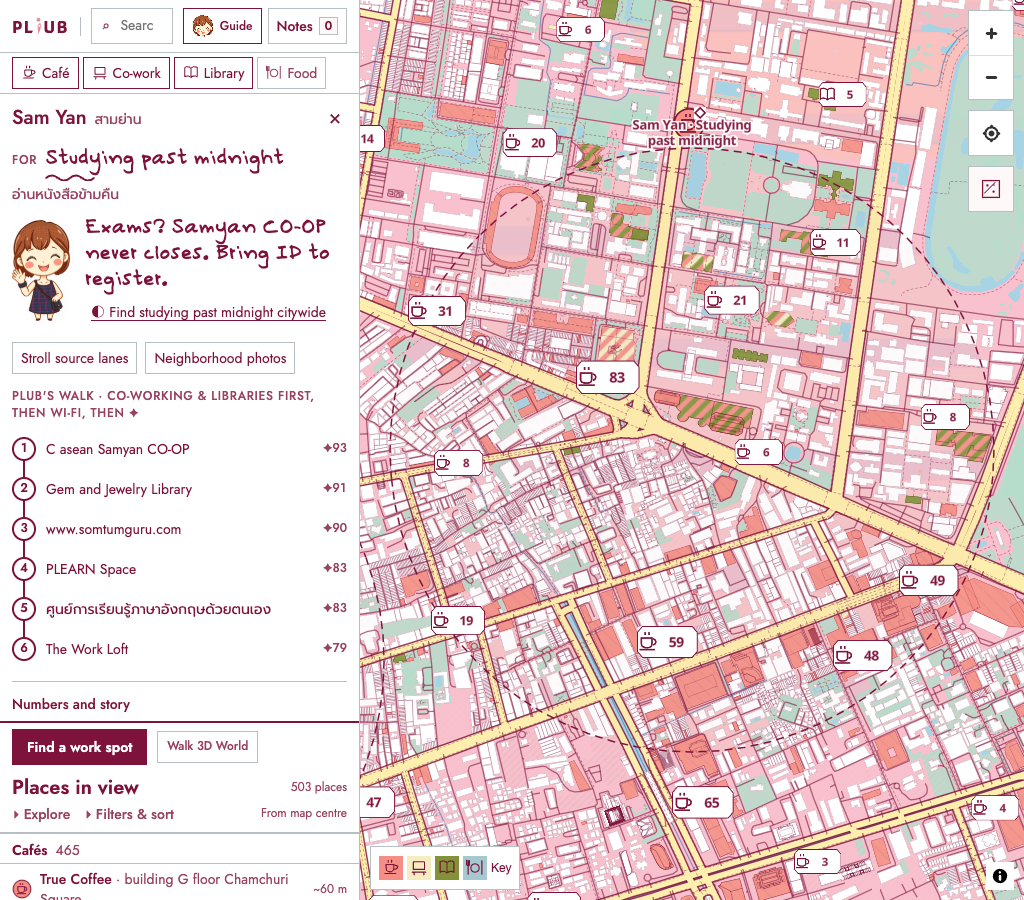 PLUUB
Searc
Guide
Notes 0
Café
Co-work
Library
Food
Sam Yan สามย่าน
×
FOR Studying past midnight
อ่านหนังสือข้ามคืน
Exams? Samyan CO-OP
never closes. Bring ID to
register.
Find studying past midnight citywide
Stroll source lanes
Neighborhood photos
PLUB'S WALK · CO-WORKING & LIBRARIES FIRST,
THEN WI-FI, THEN ✦
1 C asean Samyan CO-OP ✦93
2 Gem and Jewelry Library ✦91
3 www.somtumguru.com ✦90
4 PLEARN Space ✦83
5 ศูนย์การเรียนรู้ภาษาอังกฤษด้วยตนเอง ✦83
6 The Work Loft ✦79
Numbers and story
Find a work spot
Walk 3D World
Places in view 503 places
Explore Filters & sort From map centre
Cafés 465
True Coffee · building G floor Chamchuri
Square
~60 m
6
5
14
20
Sam Yan · Studying
past midnight
11
21
31
83
8
6
8
49
19
59
48
47
65
4
3
Key
+
−